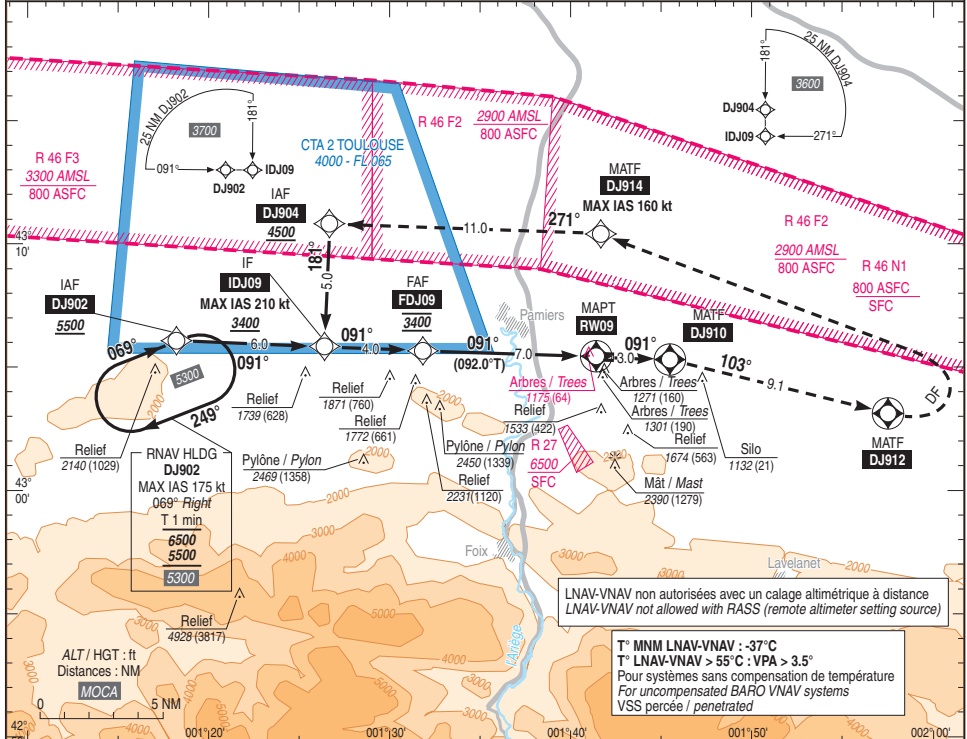 25 NM DJ902
181°
3700
091°
DJ902
IDJ09
R 46 F3
3300 AMSL
800 ASFC
CTA 2 TOULOUSE
4000 - FL 065
R 46 F2
2900 AMSL
800 ASFC
25 NM DJ904
181°
3600
DJ904
IDJ09
271°
IAF
DJ904
4500
MATF
DJ914
MAX IAS 160 kt
271°
11.0
R 46 F2
2900 AMSL
800 ASFC
R 46 N1
800 ASFC
SFC
43
10'
181°
5.0
IAF
DJ902
5500
IF
IDJ09
MAX IAS 210 kt
3400
FAF
FDJ09
3400
Pamiers
MAPT
RW09
MATF
DJ910
069°
6.0
091°
091°
4.0
091°
(092.0°T)
7.0
091°
3.0
103°
9.1
DF
MATF
DJ912
5300
249°
2000
Relief
2140 (1029)
Relief
1739 (628)
Relief
1871 (760)
Relief
1772 (661)
Pylône / Pylon
2469 (1358)
Pylône / Pylon
2450 (1339)
Relief
2231(1120)
Arbres / Trees
1175 (64)
Relief
1533 (422)
Arbres / Trees
1271 (160)
Arbres / Trees
1301 (190)
Relief
1674 (563)
Silo
1132 (21)
R 27
6500
SFC
Mât / Mast
2390 (1279)
2000
RNAV HLDG
DJ902
MAX IAS 175 kt
069° Right
T 1 min
6500
5500
5300
43
00'
2000
2000
2000
3000
3000
4000
5000
Foix
3000
2000
Lavelanet
l'Ariège
Relief
4928 (3817)
LNAV-VNAV non autorisées avec un calage altimétrique à distance
LNAV-VNAV not allowed with RASS (remote altimeter setting source)
T° MNM LNAV-VNAV : -37°C
T° LNAV-VNAV > 55°C : VPA > 3.5°
Pour systèmes sans compensation de température
For uncompensated BARO VNAV systems
VSS percée / penetrated
ALT / HGT : ft
Distances : NM
MOCA
0
5 NM
3000
4000
5000
4000
3000
4000
5000
42
50'
001°20'
001°30'
001°40'
001°50'
002°00'